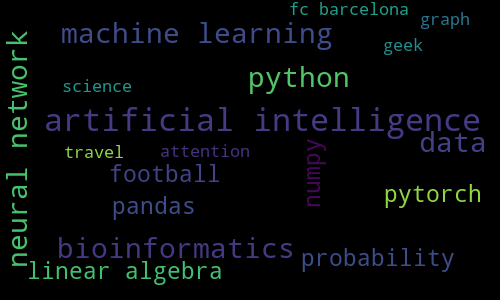 fc barcelona
graph
machine learning
geek
python
science
artificial intelligence
data
travel
attention
neural network
numpy
football
pytorch
pandas
bioinformatics
probability
linear algebra